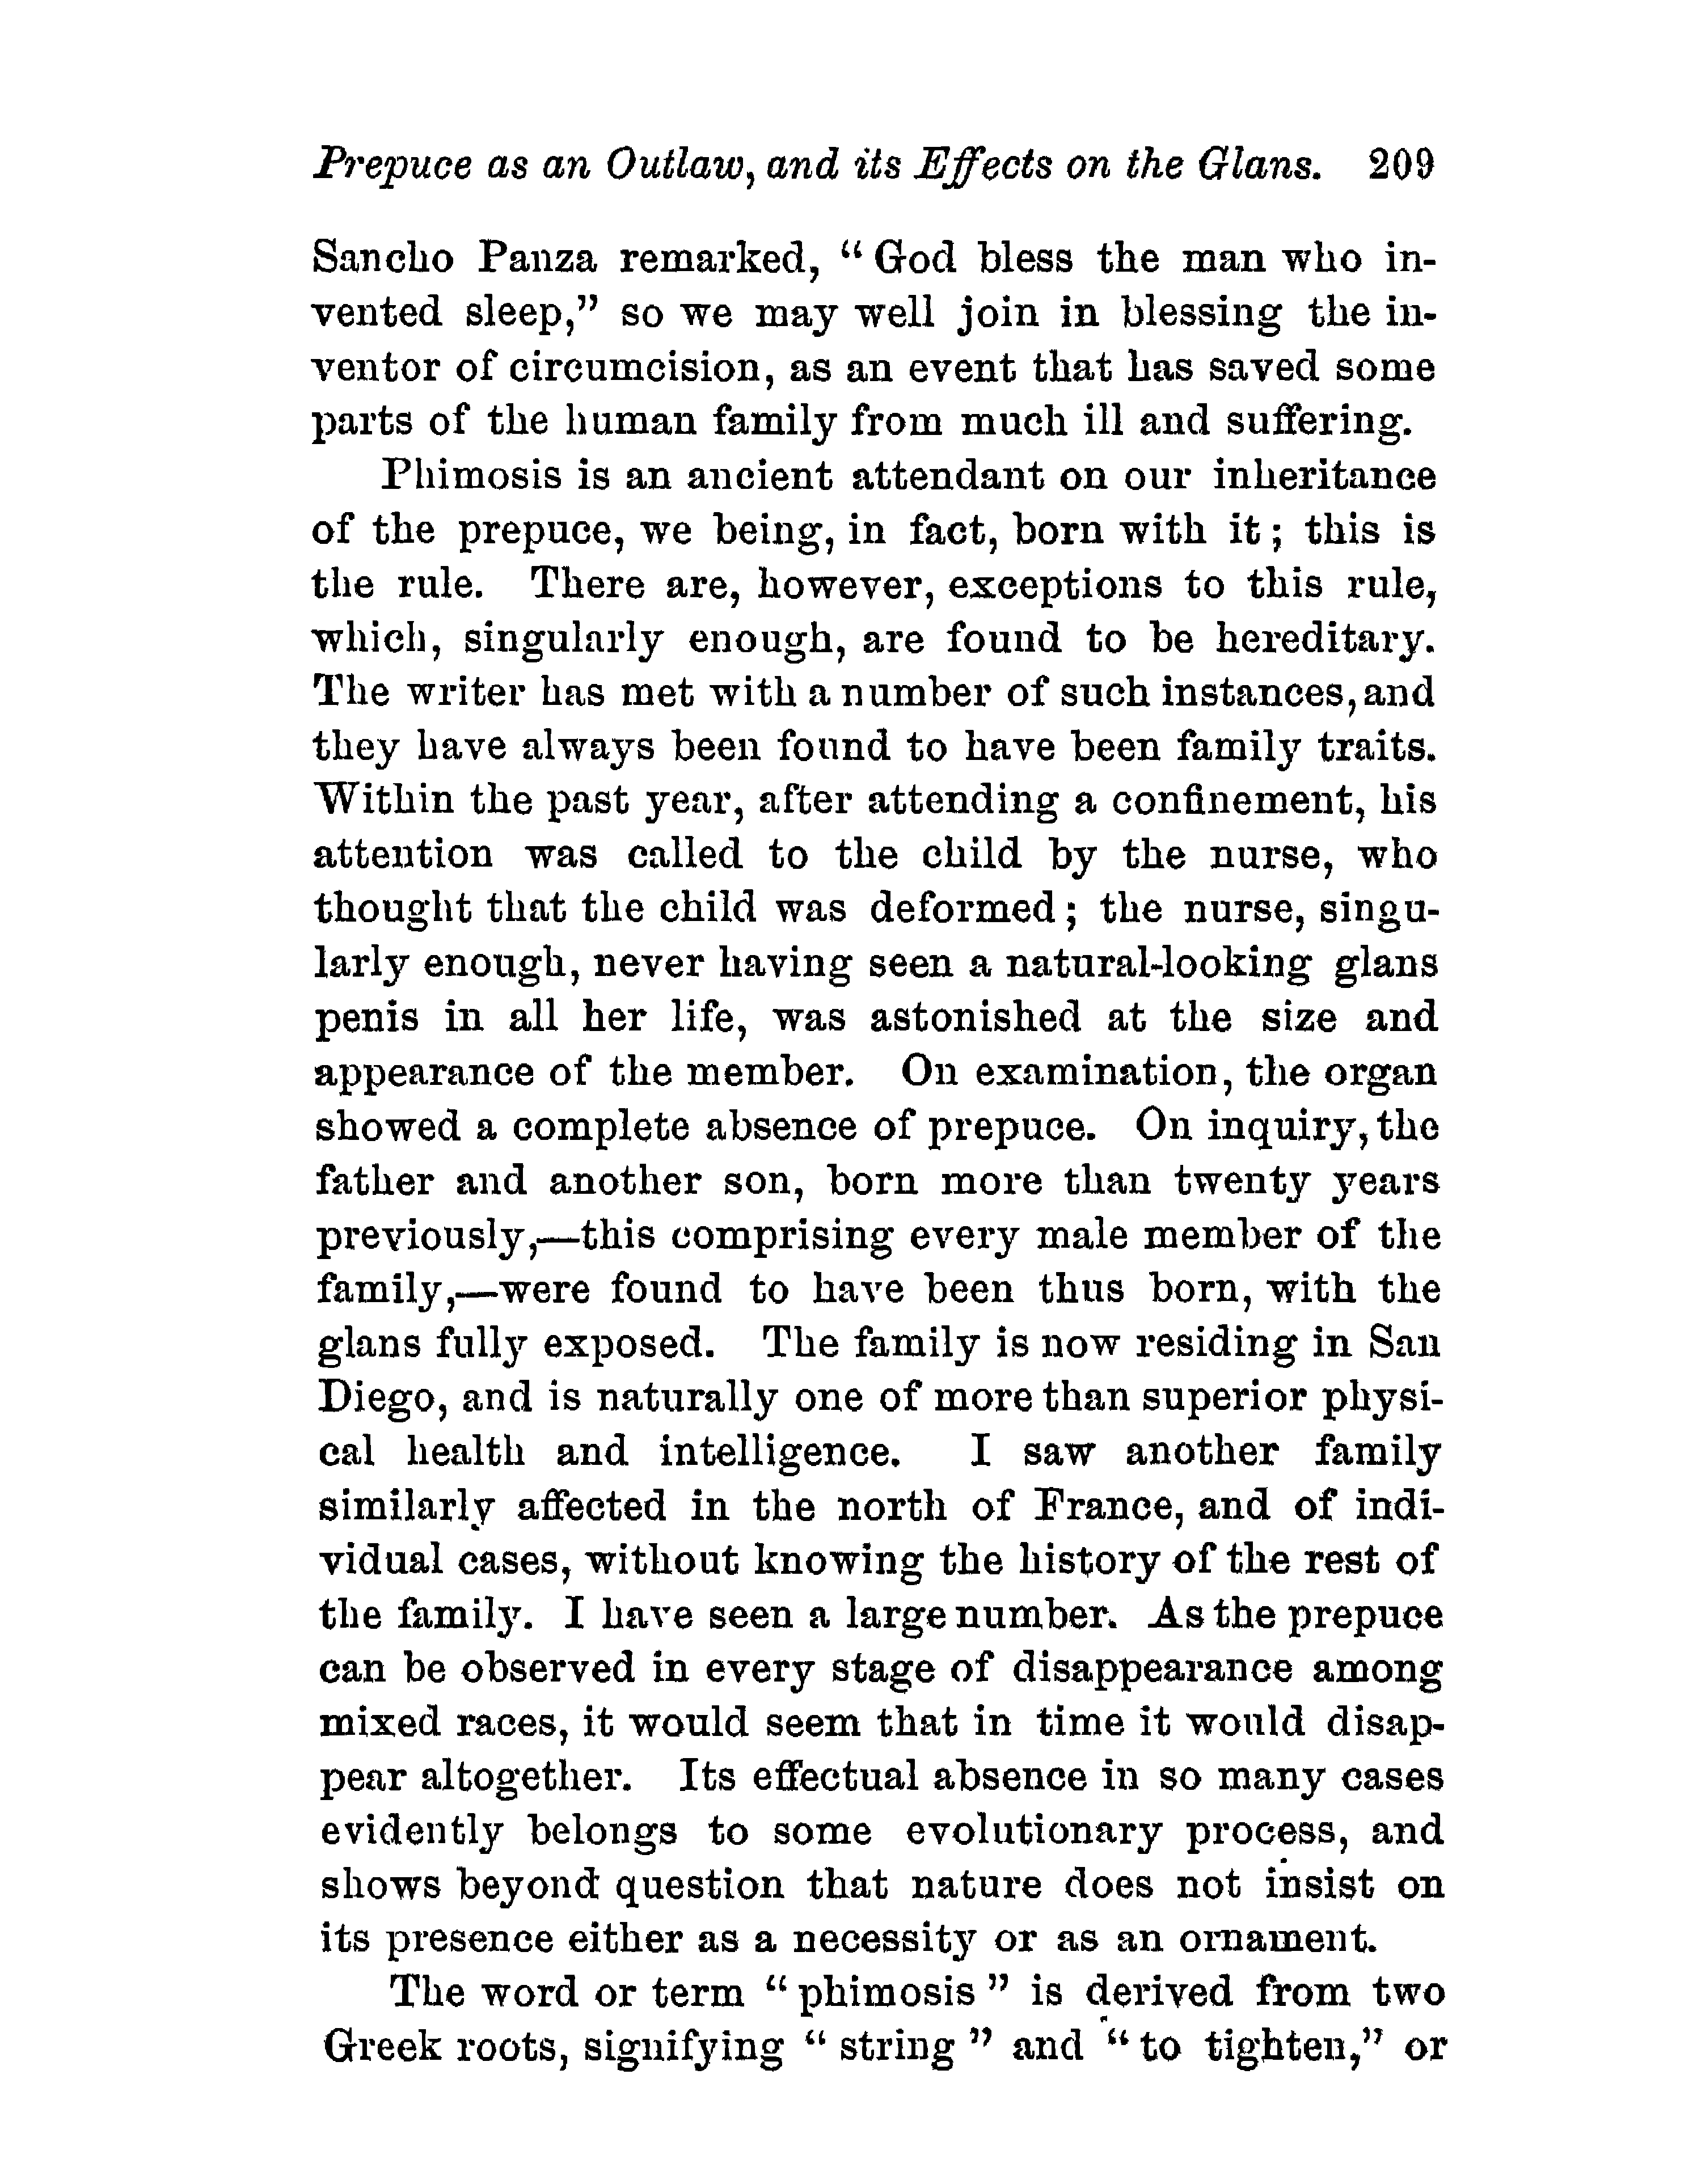 Prepuce as an Outlaw, and its Effects on the Glans. 209
Sancho Panza remarked, “God bless the man who in-
vented sleep,” so we may well join in blessing the in-
ventor of circumcision, as an event that has saved some
parts of the human family from much ill and suffering.
Phimosis is an ancient attendant on our inheritance
of the prepuce, we being, in fact, born with it; this is
the rule. There are, however, exceptions to this rule,
which, singularly enough, are found to be hereditary.
The writer has met with a number of such instances, and
they have always been found to have been family traits.
Within the past year, after attending a confinement, his
attention was called to the child by the nurse, who
thought that the child was deformed; the nurse, singu-
larly enough, never having seen a natural-looking glans
penis in all her life, was astonished at the size and
appearance of the member. On examination, the organ
showed a complete absence of prepuce. On inquiry, the
father and another son, born more than twenty years
previously,—this comprising every male member of the
family,—were found to have been thus born, with the
glans fully exposed. The family is now residing in San
Diego, and is naturally one of more than superior physi-
cal health and intelligence. I saw another family
similarly affected in the north of France, and of indi-
vidual cases, without knowing the history of the rest of
the family. I have seen a large number. As the prepuce
can be observed in every stage of disappearance among
mixed races, it would seem that in time it would disap-
pear altogether. Its effectual absence in so many cases
evidently belongs to some evolutionary process, and
shows beyond question that nature does not insist on
its presence either as a necessity or as an ornament.
The word or term “phimosis” is derived from two
Greek roots, signifying “string” and “to tighten,” or